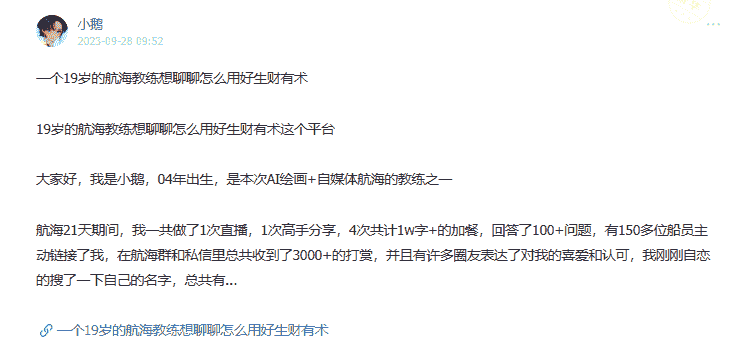 小鹅
2023-09-28 09:52
一个19岁的航海教练想聊聊怎么用好生财有术
19岁的航海教练想聊聊怎么用好生财有术这个平台
大家好，我是小鹅，04年出生，是本次AI绘画+自媒体航海的教练之一
航海21天期间，我一共做了1次直播，1次高手分享，4次共计1w字+的加餐，回答了100+问题，有150多位船员主
动链接了我，在航海群和私信里总共收到了3000+的打赏，并且有许多圈友表达了对我的喜爱和认可，我刚刚自恋
的搜了一下自己的名字，总共有...
一个19岁的航海教练想聊聊怎么用好生财有术